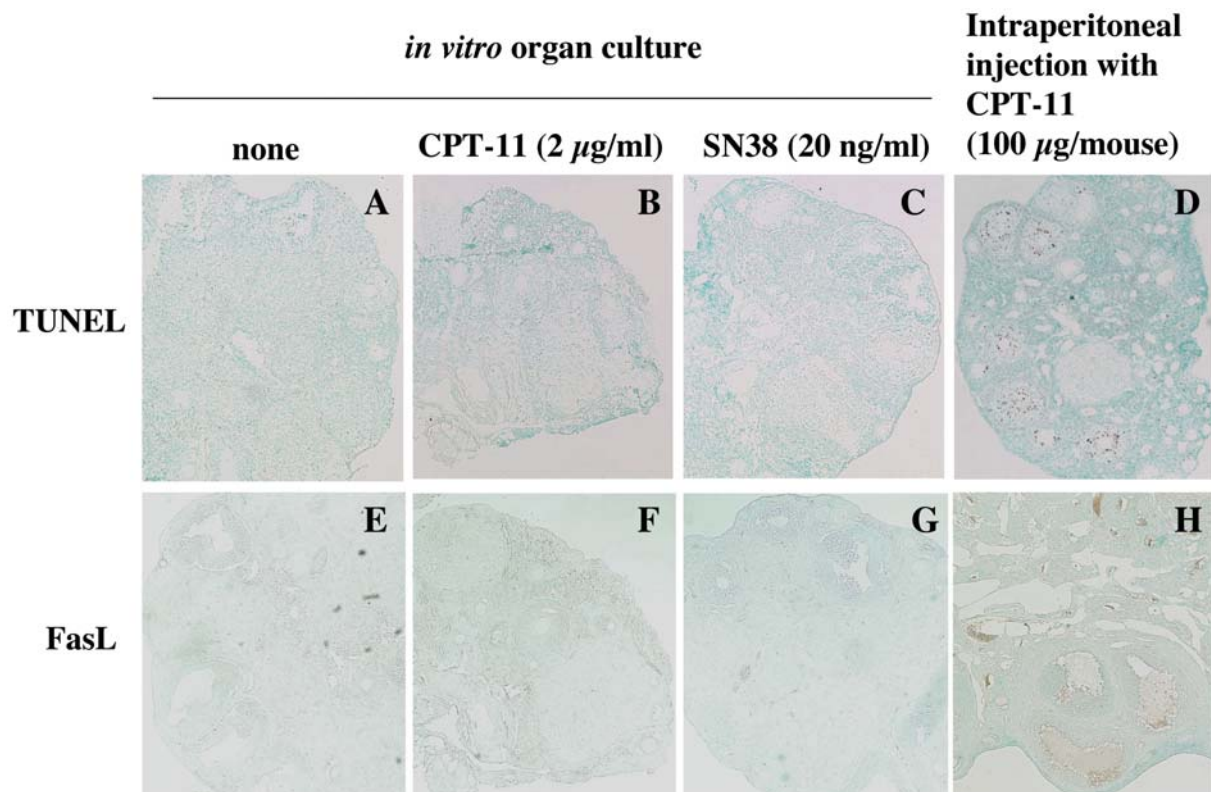 in vitro organ culture
Intraperitoneal
injection with
CPT-11
(100 µg/mouse)
none
CPT-11 (2 µg/ml)
SN38 (20 ng/ml)
A
B
C
D
TUNEL
E
F
G
H
FasL